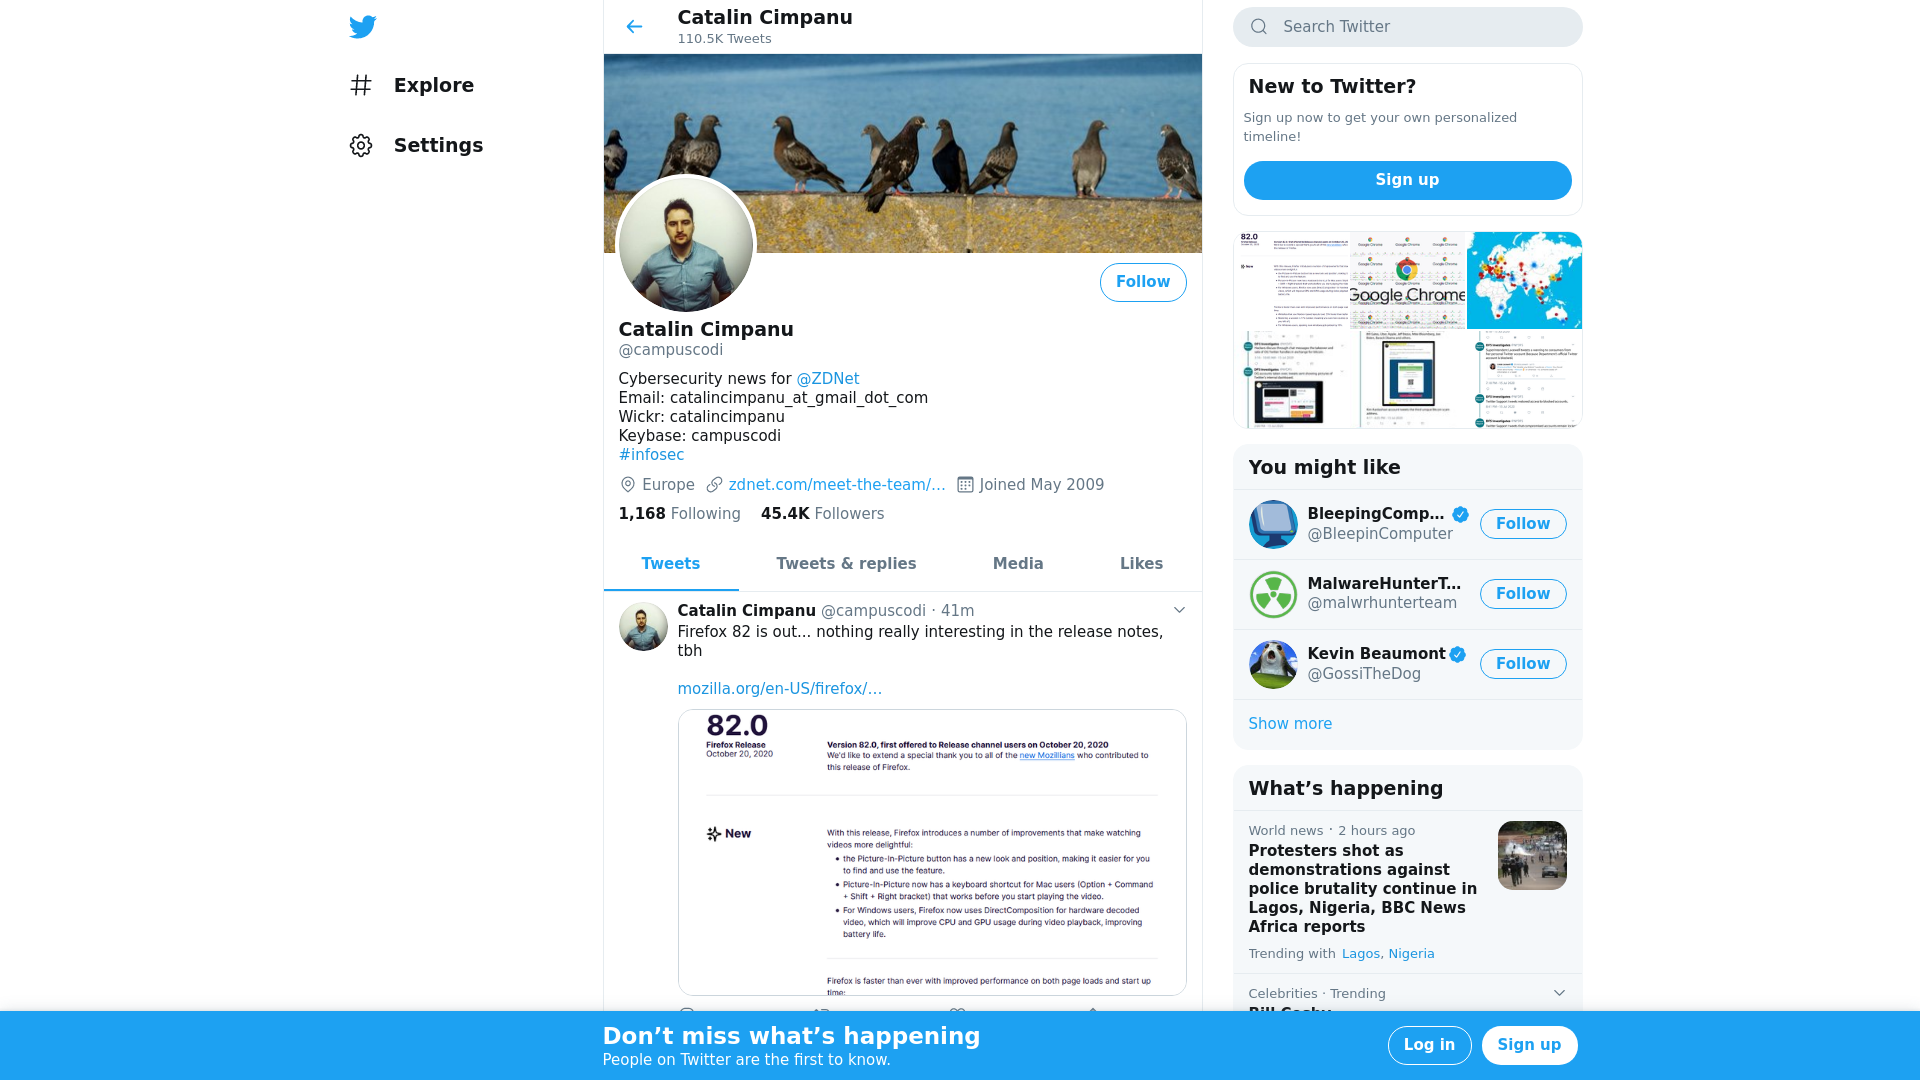 Explore
Settings
Catalin Cimpanu
110.5K Tweets
Follow
Catalin Cimpanu
@campuscodi
Cybersecurity news for @ZDNet
Email: catalincimpanu_at_gmail_dot_com
Wickr: catalincimpanu
Keybase: campuscodi
#infosec
Europe zdnet.com/meet-the-team/… Joined May 2009
1,168 Following 45.4K Followers
Tweets Tweets & replies Media Likes
Catalin Cimpanu @campuscodi · 41m
Firefox 82 is out... nothing really interesting in the release notes,
tbh
mozilla.org/en-US/firefox/…
82.0
Firefox Release
October 20, 2020
Version 82.0, first offered to Release channel users on October 20, 2020
We'd like to extend a special thank you to all of the new Mozillians who contributed to
this release of Firefox.
New
With this release, Firefox introduces a number of improvements that make watching
videos more delightful:
• the Picture-In-Picture button has a new look and position, making it easier for you
to find and use the feature.
• Picture-In-Picture now has a keyboard shortcut for Mac users (Option + Command
+ Shift + Right bracket) that works before you start playing the video.
• For Windows users, Firefox now uses DirectComposition for hardware decoded
video, which will improve CPU and GPU usage during video playback, improving
battery life.
Firefox is faster than ever with improved performance on both page loads and start up
time:
Search Twitter
New to Twitter?
Sign up now to get your own personalized
timeline!
Sign up
82.0
New
Google Chrome
You might like
BleepingComp…
@BleepinComputer
Follow
MalwareHunterT…
@malwrhunterteam
Follow
Kevin Beaumont
@GossiTheDog
Follow
Show more
What’s happening
World news · 2 hours ago
Protesters shot as
demonstrations against
police brutality continue in
Lagos, Nigeria, BBC News
Africa reports
Trending with Lagos, Nigeria
Celebrities · Trending
Bill Cosby
Don’t miss what’s happening
People on Twitter are the first to know.
Log in
Sign up